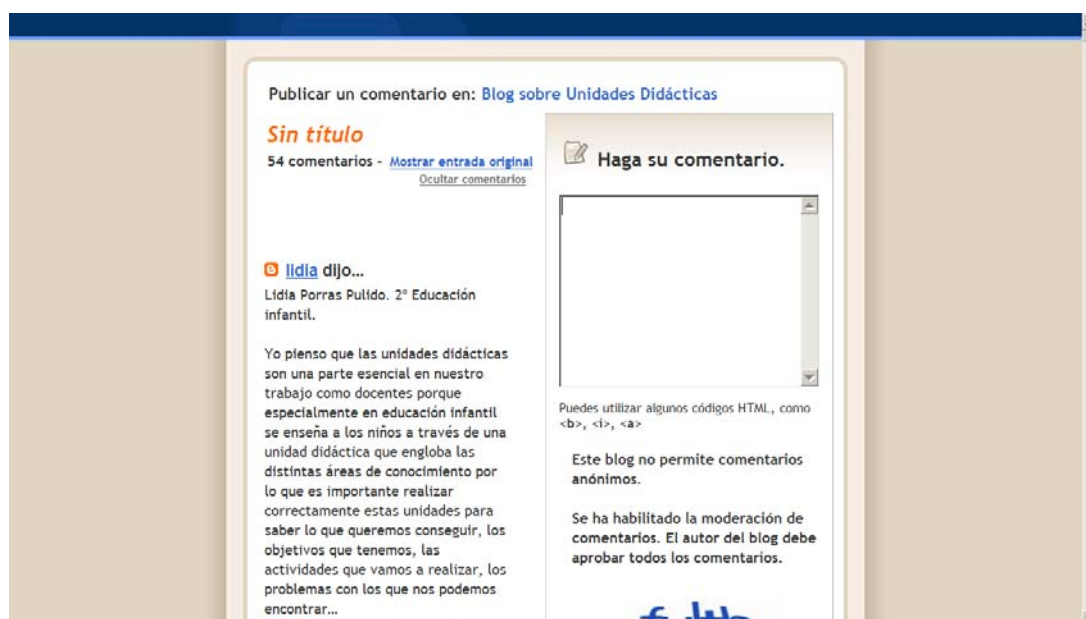 Publicar un comentario en: Blog sobre Unidades Didácticas
Sin título
54 comentarios - Mostrar entrada original
Ocultar comentarios
lidia dijo...
Lidia Porras Pulido. 2º Educación
infantil.
Yo pienso que las unidades didácticas
son una parte esencial en nuestro
trabajo como docentes porque
especialmente en educación infantil
se enseña a los niños a través de una
unidad didáctica que engloba las
distintas áreas de conocimiento por
lo que es importante realizar
correctamente estas unidades para
saber lo que queremos conseguir, los
objetivos que tenemos, las
actividades que vamos a realizar, los
problemas con los que nos podemos
encontrar...
Haga su comentario.
Puedes utilizar algunos códigos HTML, como
<b>, <i>, <a>
Este blog no permite comentarios
anónimos.
Se ha habilitado la moderación de
comentarios. El autor del blog debe
aprobar todos los comentarios.